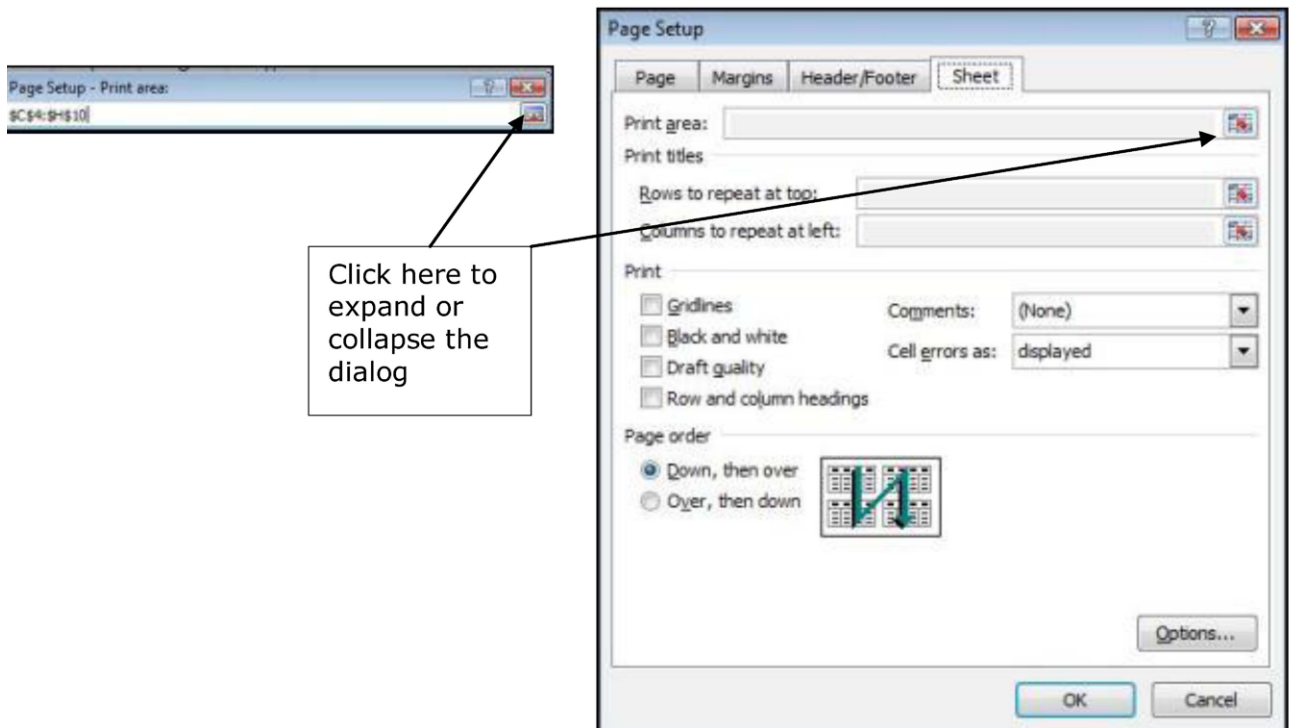 Page Setup - Print area:
$C$4:$H$10
Click here to
expand or
collapse the
dialog
Page Setup
Page Margins Header/Footer Sheet
Print area:
Print titles
Rows to repeat at top:
Columns to repeat at left:
Print
Gridlines
Black and white
Draft quality
Row and column headings
Comments: (None)
Cell errors as: displayed
Page order
Down, then over
Over, then down
Options...
OK Cancel